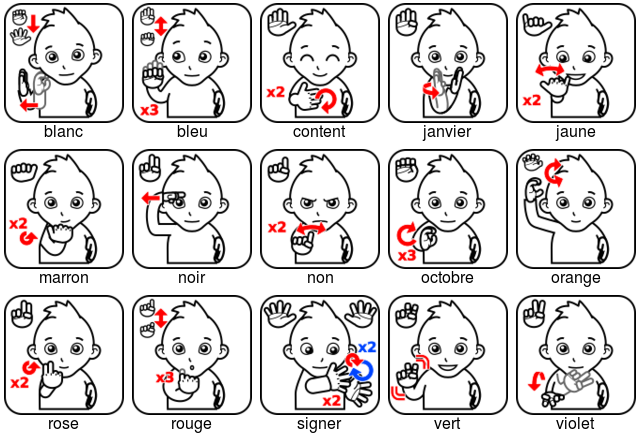 blanc
x3
bleu
x2
content
janvier
x2
jaune
x2
marron
noir
x2
non
x3
octobre
orange
x2
rose
x3
rouge
x2
x2
signer
vert
violet